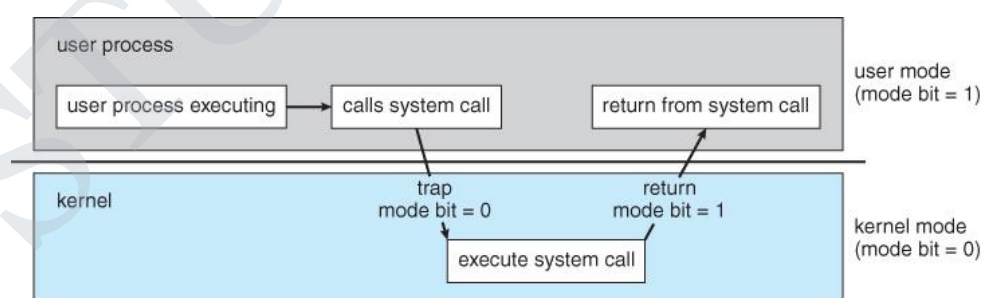 user process
user process executing
calls system call
return from system call
user mode
(mode bit = 1)
trap
mode bit = 0
return
mode bit = 1
kernel
kernel mode
(mode bit = 0)
execute system call